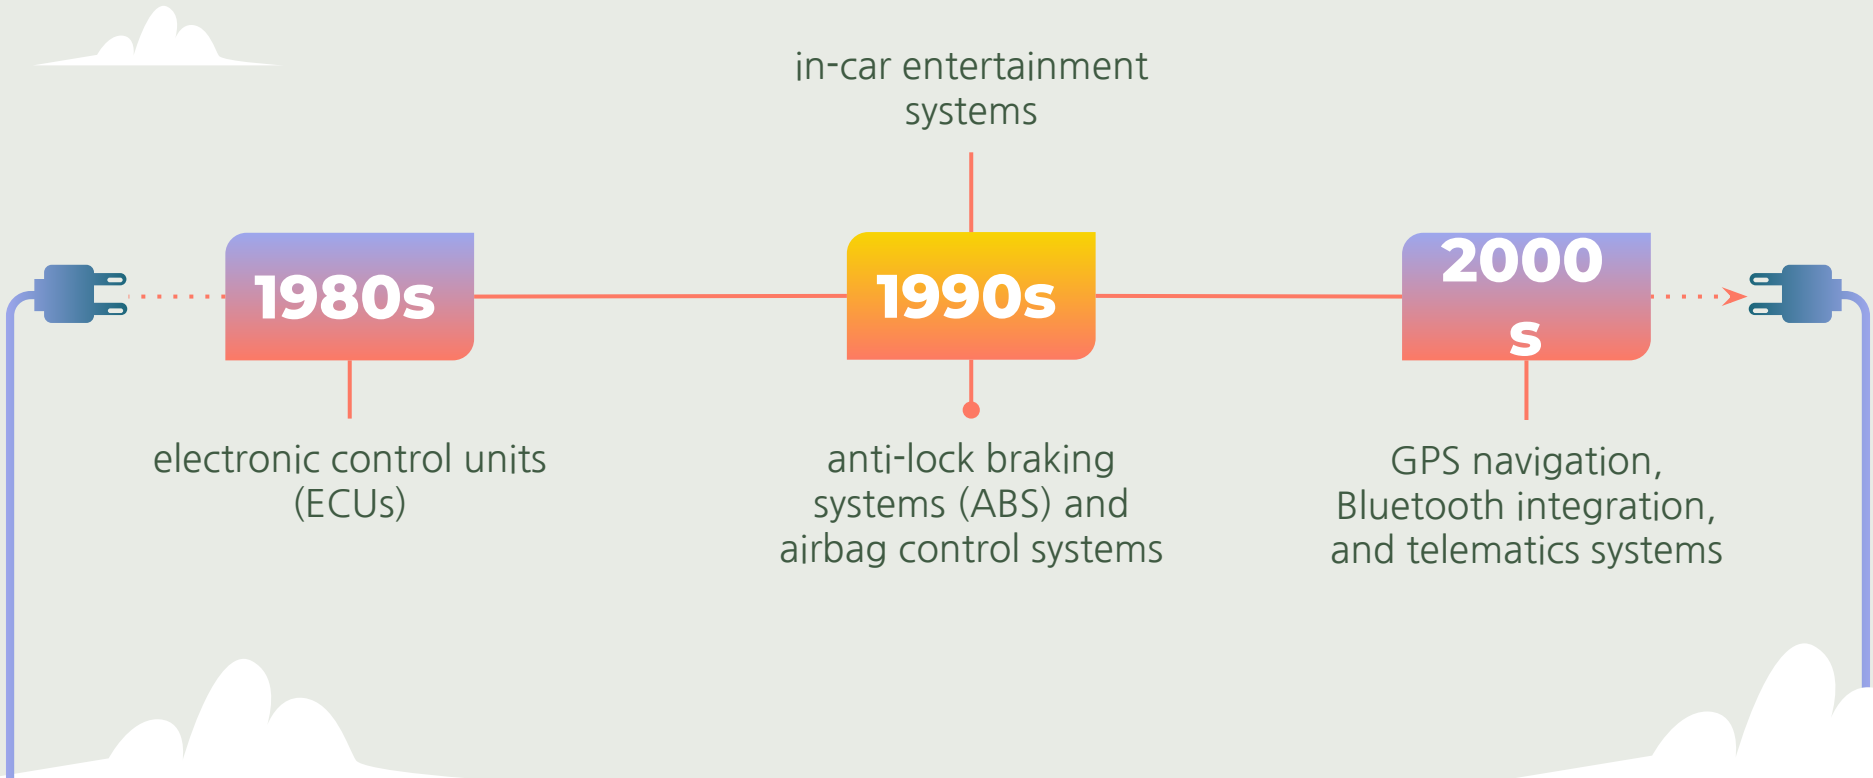 in-car entertainment
systems
1980s
1990s
2000
s
electronic control units
(ECUs)
anti-lock braking
systems (ABS) and
airbag control systems
GPS navigation,
Bluetooth integration,
and telematics systems